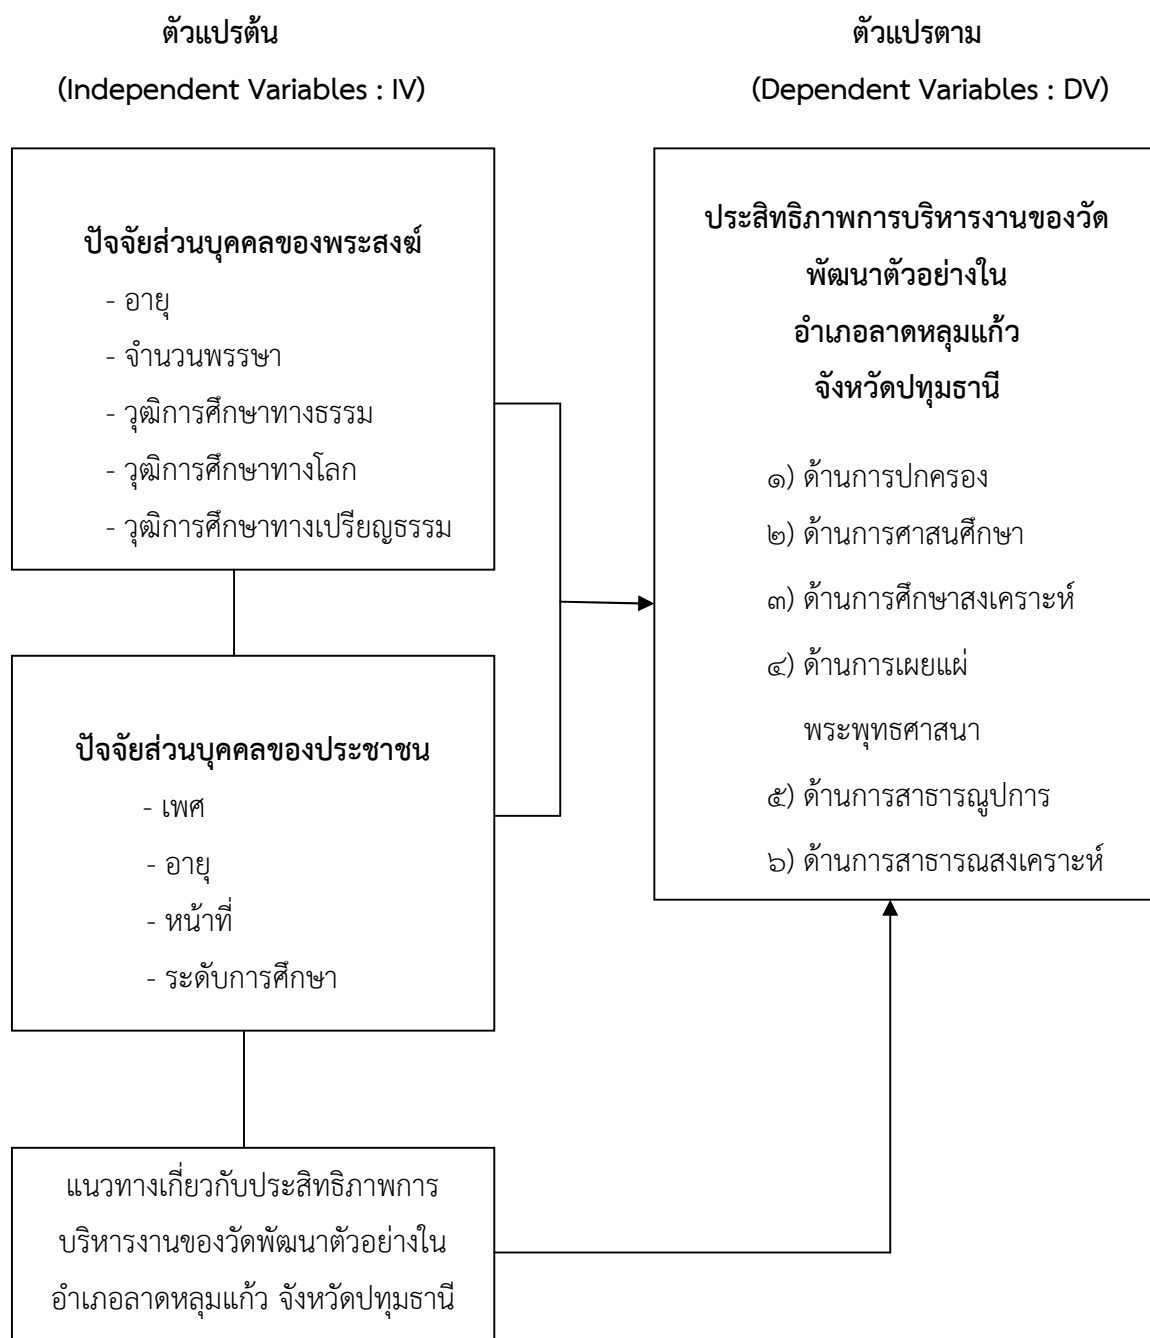 ตัวแปรต้น
(Independent Variables : IV)
ปัจจัยส่วนบุคคลของพระสงฆ์
- อายุ
- จำนวนพรรษา
- วุฒิการศึกษาทางธรรม
- วุฒิการศึกษาทางโลก
- วุฒิการศึกษาทางเปรียญธรรม
ปัจจัยส่วนบุคคลของประชาชน
- เพศ
- อายุ
- หน้าที่
- ระดับการศึกษา
แนวทางเกี่ยวกับประสิทธิภาพการ
บริหารงานของวัดพัฒนาตัวอย่างใน
อำเภอลาดหลุมแก้ว จังหวัดปทุมธานี
ตัวแปรตาม
(Dependent Variables : DV)
ประสิทธิภาพการบริหารงานของวัด
พัฒนาตัวอย่างใน
อำเภอลาดหลุมแก้ว
จังหวัดปทุมธานี
๑) ด้านการปกครอง
๒) ด้านการศาสนศึกษา
๓) ด้านการศึกษาสงเคราะห์
๔) ด้านการเผยแผ่
พระพุทธศาสนา
๕) ด้านการสาธารณูปการ
๖) ด้านการสาธารณสงเคราะห์